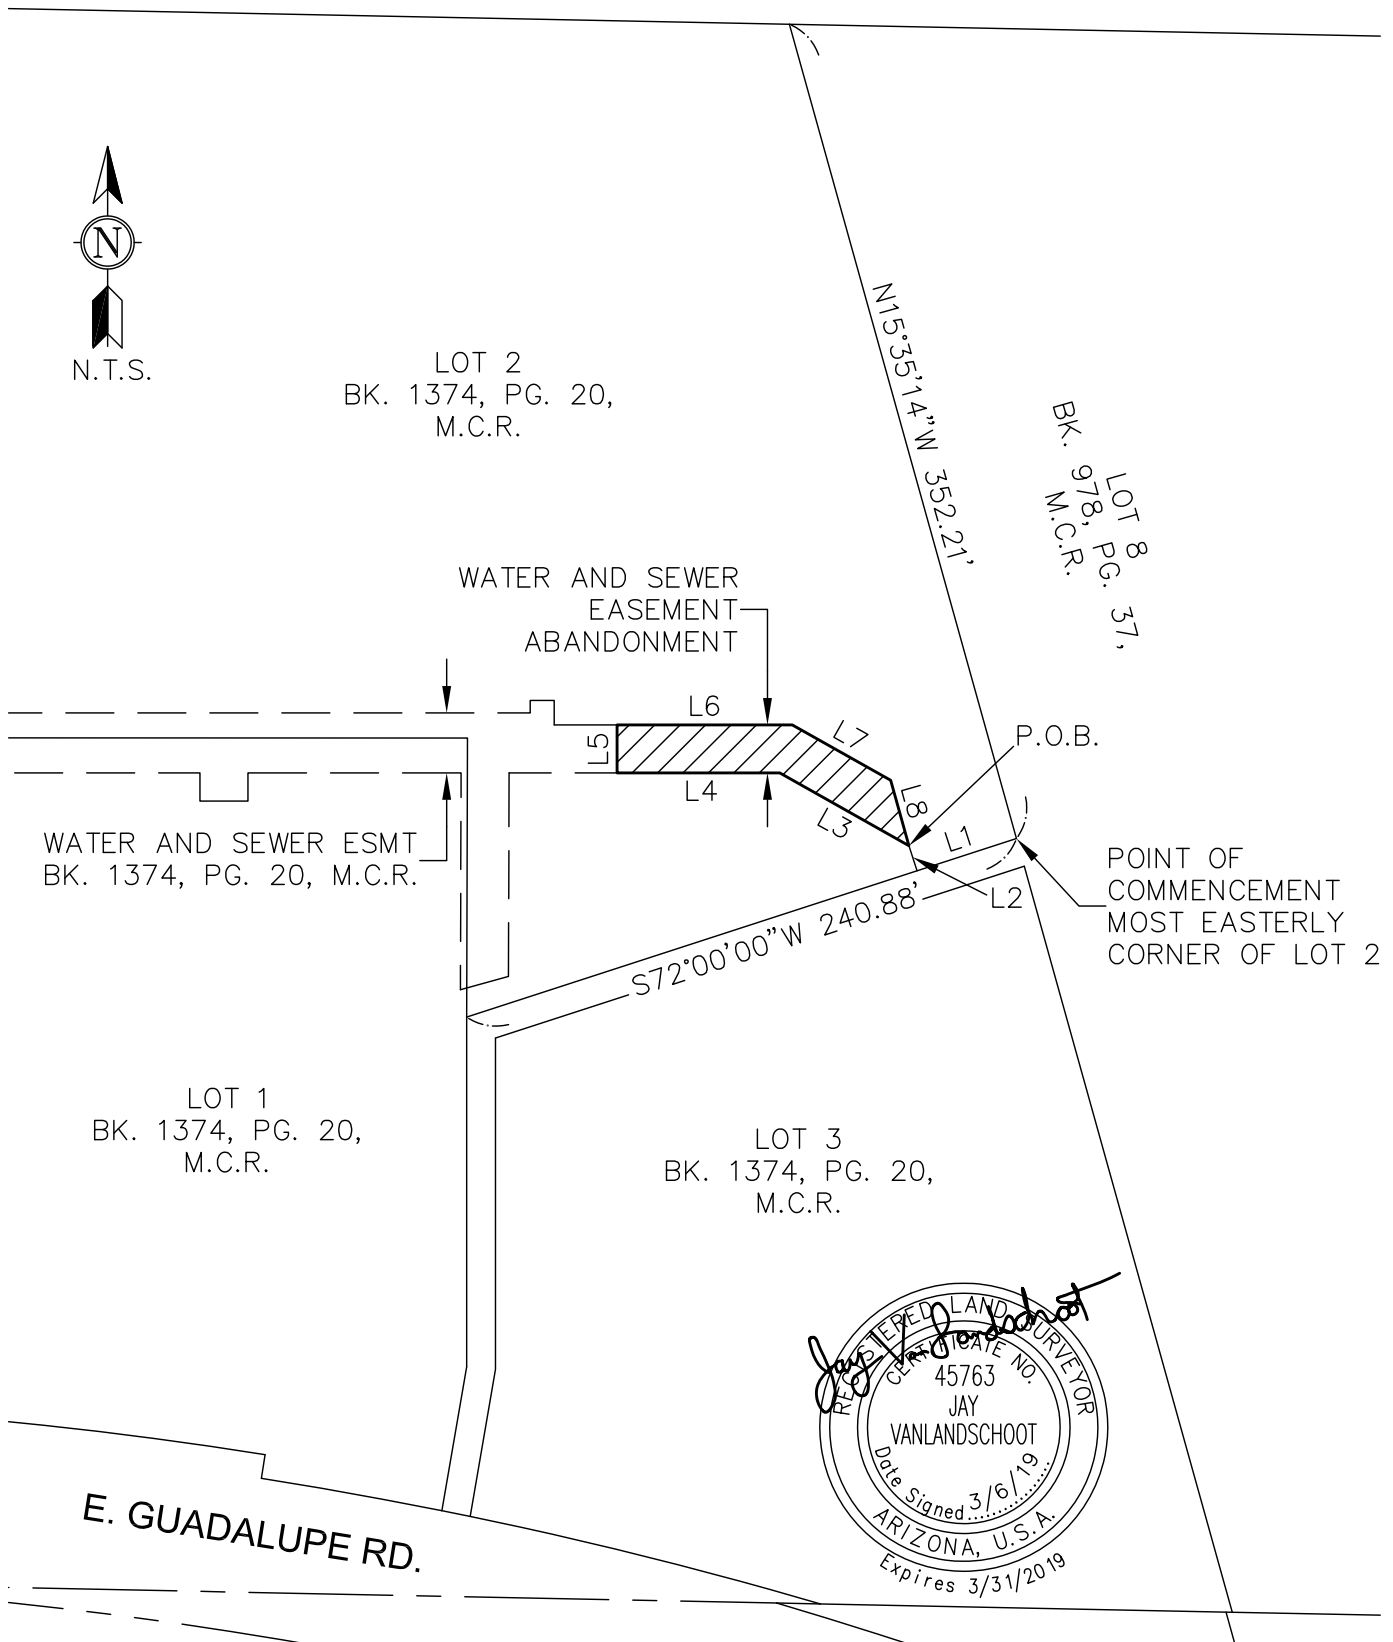 N
N.T.S.
LOT 2
BK. 1374, PG. 20,
M.C.R.
N15°35'14"W 352.21'
LOT 8
BK. 978, PG. 37,
M.C.R.
WATER AND SEWER
EASEMENT
ABANDONMENT
L6
L7
L5
L4
L3
L8
P.O.B.
L1
L2
WATER AND SEWER ESMT
BK. 1374, PG. 20, M.C.R.
POINT OF
COMMENCEMENT
MOST EASTERLY
CORNER OF LOT 2
S72°00'00"W 240.88'
LOT 1
BK. 1374, PG. 20,
M.C.R.
LOT 3
BK. 1374, PG. 20,
M.C.R.
REGISTERED LAND SURVEYOR
CERTIFICATE NO.
45763
JAY
VANLANDSCHOOT
Date Signed 3/6/19
ARIZONA, U.S.A.
Expires 3/31/2019
Jay VanLandschoot
E. GUADALUPE RD.